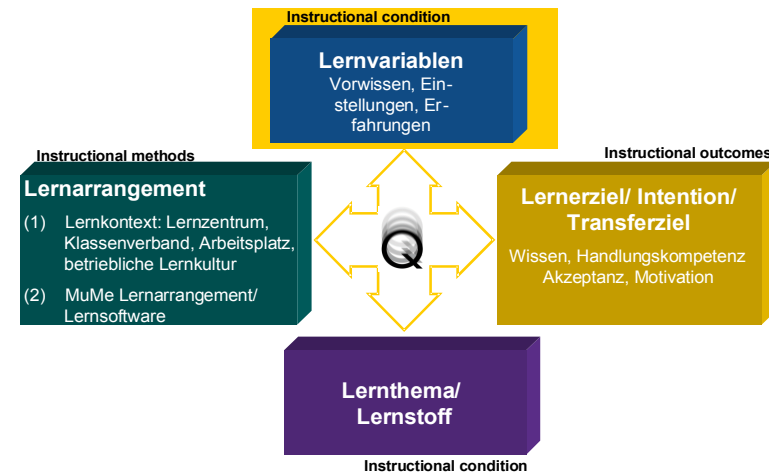 Instructional condition
Lernvariablen
Vorwissen, Ein-
stellungen, Er-
fahrungen
Instructional methods
Lernarrangement
(1) Lernkontext: Lernzentrum,
Klassenverband, Arbeitsplatz,
betriebliche Lernkultur
(2) MuMe Lernarrangement/
Lernsoftware
Q
Instructional outcomes
Lernerziel/ Intention/
Transferziel
Wissen, Handlungskompetenz
Akzeptanz, Motivation
Lernthema/
Lernstoff
Instructional condition